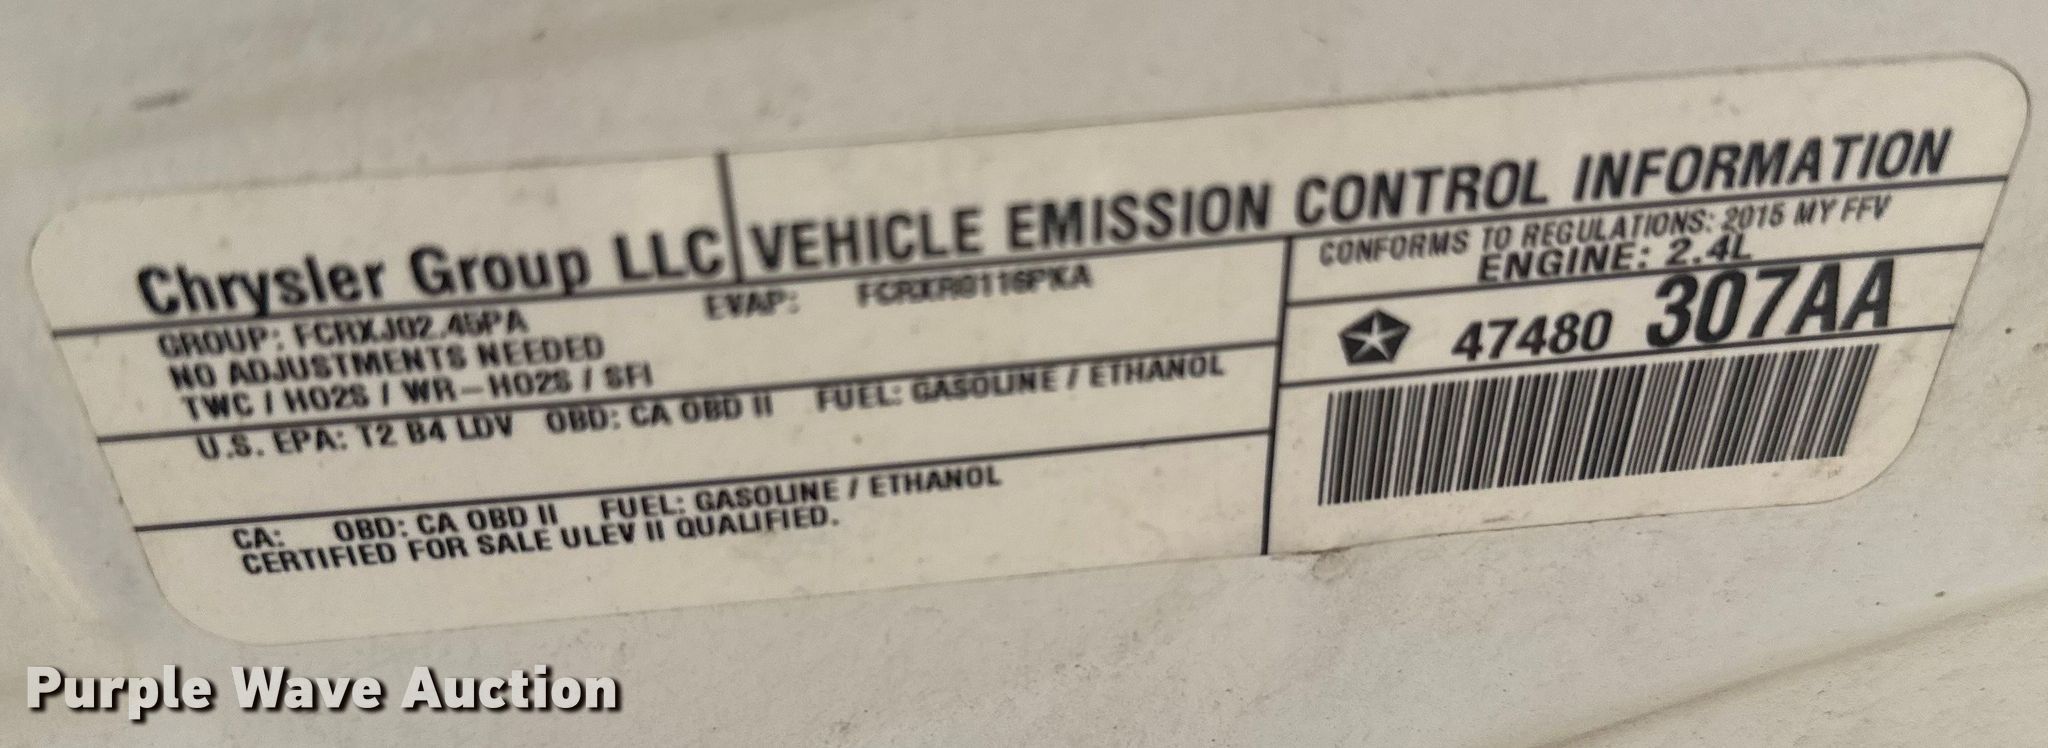 Chrysler Group LLC VEHICLE EMISSION CONTROL INFORMATION
GROUP: FCRXJ02.45PA EVAP: FCRXR0116PKA
NO ADJUSTMENTS NEEDED
TWC / HO2S / WR-HO2S / SFI
U.S. EPA: T2 B4 LDV OBD: CA OBD II FUEL: GASOLINE / ETHANOL
CA: OBD: CA OBD II FUEL: GASOLINE / ETHANOL
CERTIFIED FOR SALE ULEV II QUALIFIED.
CONFORMS TO REGULATIONS: 2015 MY FFV
ENGINE: 2.4L
47480 307AA
Purple Wave Auction